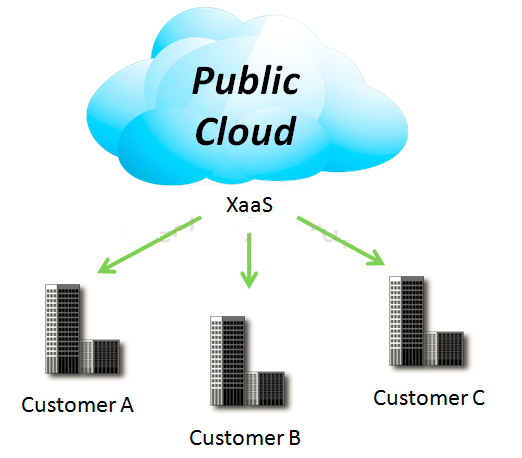 Public
Cloud
XaaS
Customer A
Customer B
Customer C